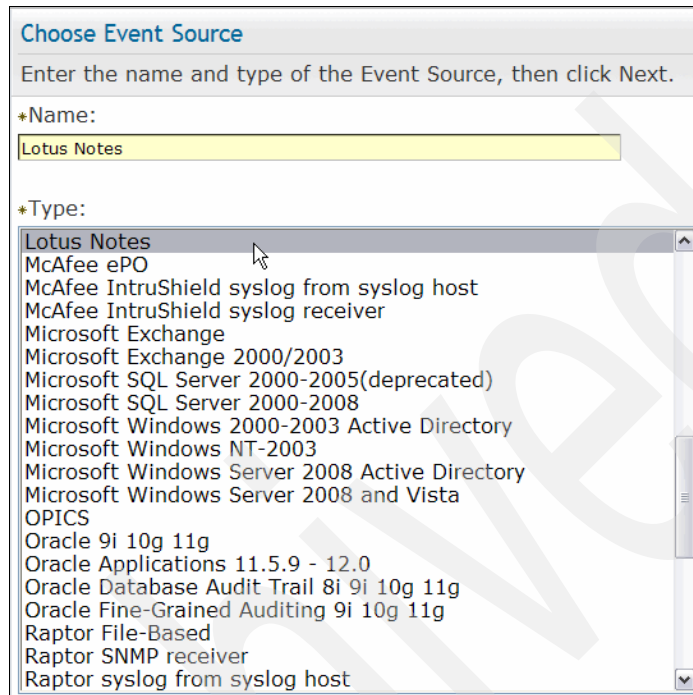 Choose Event Source
Enter the name and type of the Event Source, then click Next.
*Name:
Lotus Notes
*Type:
Lotus Notes
McAfee ePO
McAfee IntruShield syslog from syslog host
McAfee IntruShield syslog receiver
Microsoft Exchange
Microsoft Exchange 2000/2003
Microsoft SQL Server 2000-2005(deprecated)
Microsoft SQL Server 2000-2008
Microsoft Windows 2000-2003 Active Directory
Microsoft Windows NT-2003
Microsoft Windows Server 2008 Active Directory
Microsoft Windows Server 2008 and Vista
OPICS
Oracle 9i 10g 11g
Oracle Applications 11.5.9 - 12.0
Oracle Database Audit Trail 8i 9i 10g 11g
Oracle Fine-Grained Auditing 9i 10g 11g
Raptor File-Based
Raptor SNMP receiver
Raptor syslog from syslog host